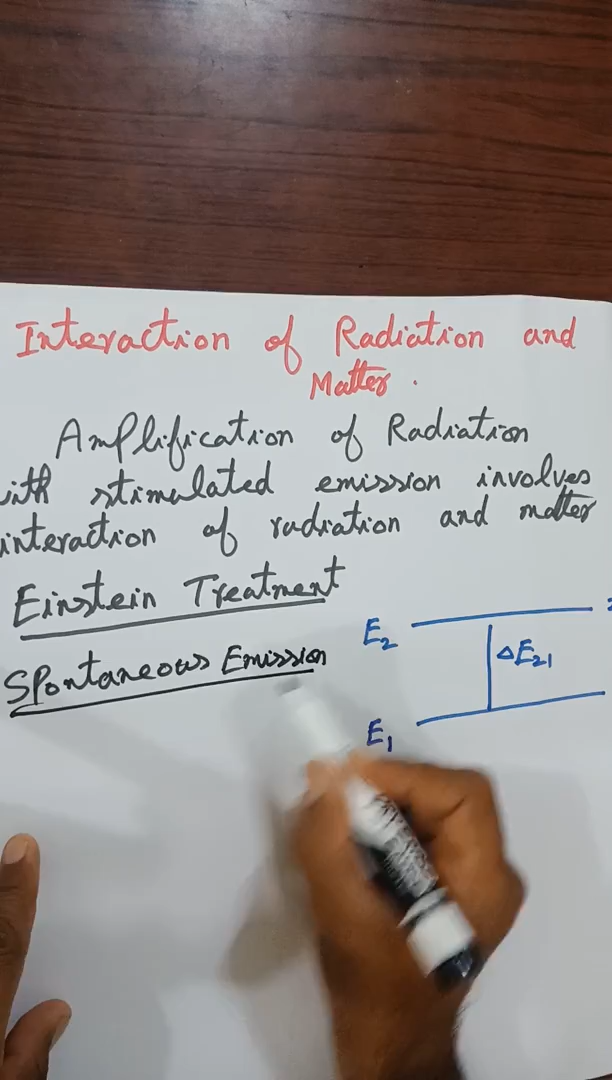 Interaction of Radiation and
Matter.
Amplification of Radiation
with stimulated emission involves
interaction of radiation and matter
Einstein Treatment
Spontaneous Emission
E2
ΔE21
E1